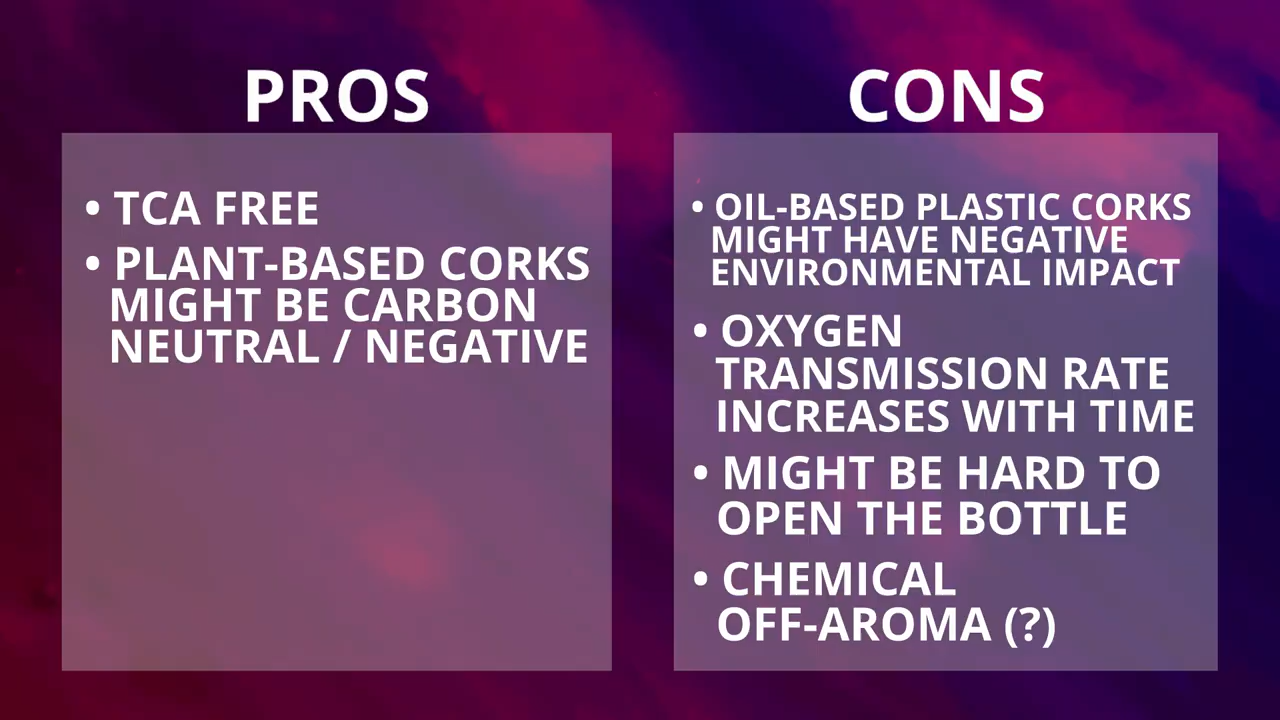 PROS
• TCA FREE
• PLANT-BASED CORKS
MIGHT BE CARBON
NEUTRAL / NEGATIVE
CONS
• OIL-BASED PLASTIC CORKS
MIGHT HAVE NEGATIVE
ENVIRONMENTAL IMPACT
• OXYGEN
TRANSMISSION RATE
INCREASES WITH TIME
• MIGHT BE HARD TO
OPEN THE BOTTLE
• CHEMICAL
OFF-AROMA (?)